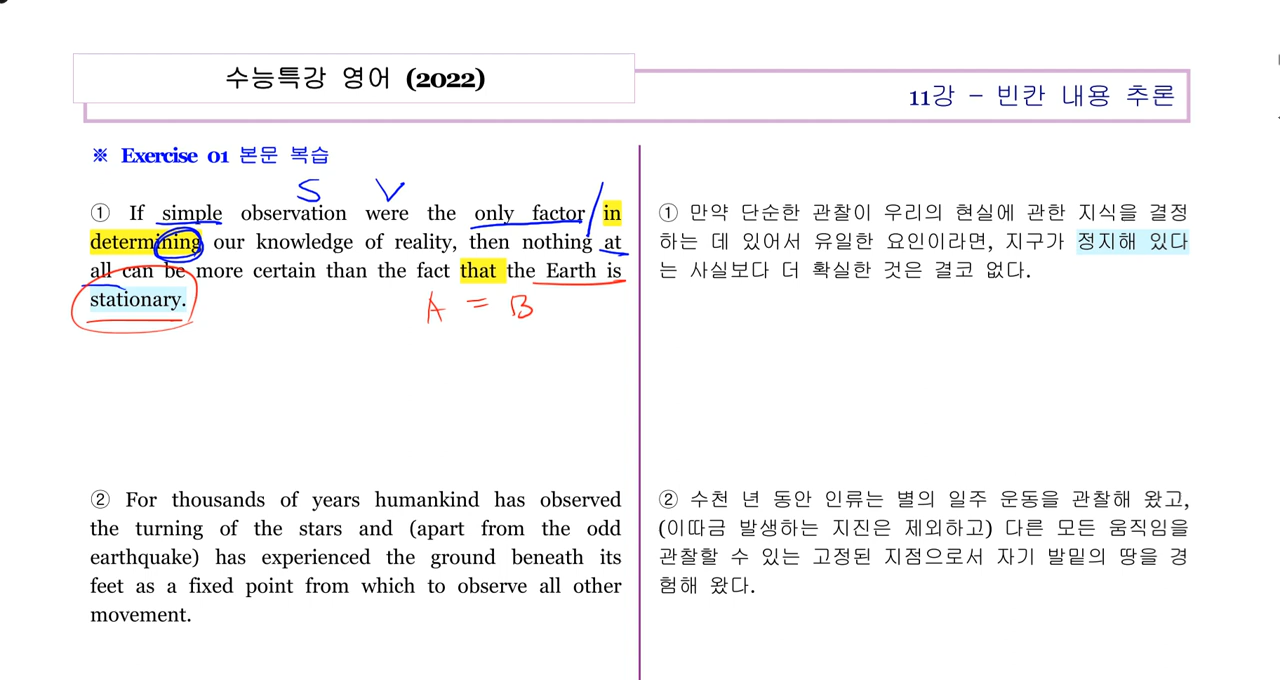 수능특강 영어 (2022)
11강 – 빈칸 내용 추론
※ Exercise 01 본문 복습
S V
① If simple observation were the only factor in
determining our knowledge of reality, then nothing at
all can be more certain than the fact that the Earth is
stationary.
A = B
② For thousands of years humankind has observed
the turning of the stars and (apart from the odd
earthquake) has experienced the ground beneath its
feet as a fixed point from which to observe all other
movement.
① 만약 단순한 관찰이 우리의 현실에 관한 지식을 결정
하는 데 있어서 유일한 요인이라면, 지구가 정지해 있다
는 사실보다 더 확실한 것은 결코 없다.
② 수천 년 동안 인류는 별의 일주 운동을 관찰해 왔고,
(이따금 발생하는 지진은 제외하고) 다른 모든 움직임을
관찰할 수 있는 고정된 지점으로서 자기 발밑의 땅을 경
험해 왔다.